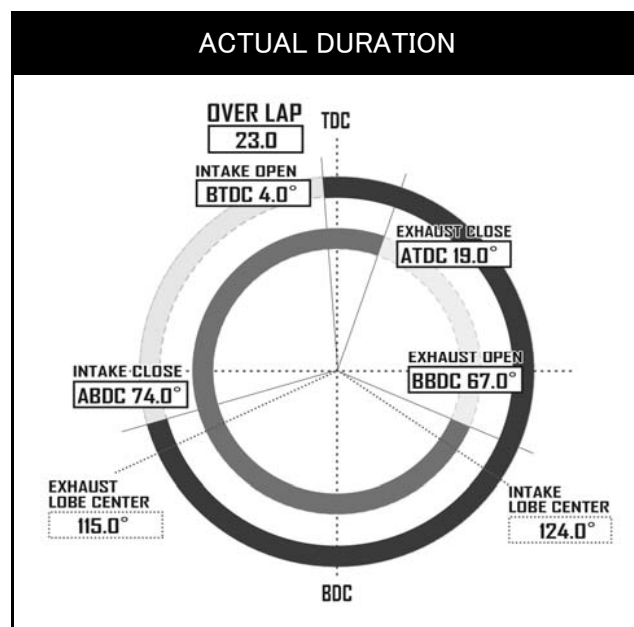 ACTUAL DURATION
OVER LAP
23.0
TDC
INTAKE OPEN
BTDC 4.0°
EXHAUST CLOSE
ATDC 19.0°
INTAKE CLOSE
ABDC 74.0°
EXHAUST OPEN
BBDC 67.0°
EXHAUST
LOBE CENTER
115.0°
INTAKE
LOBE CENTER
124.0°
BDC